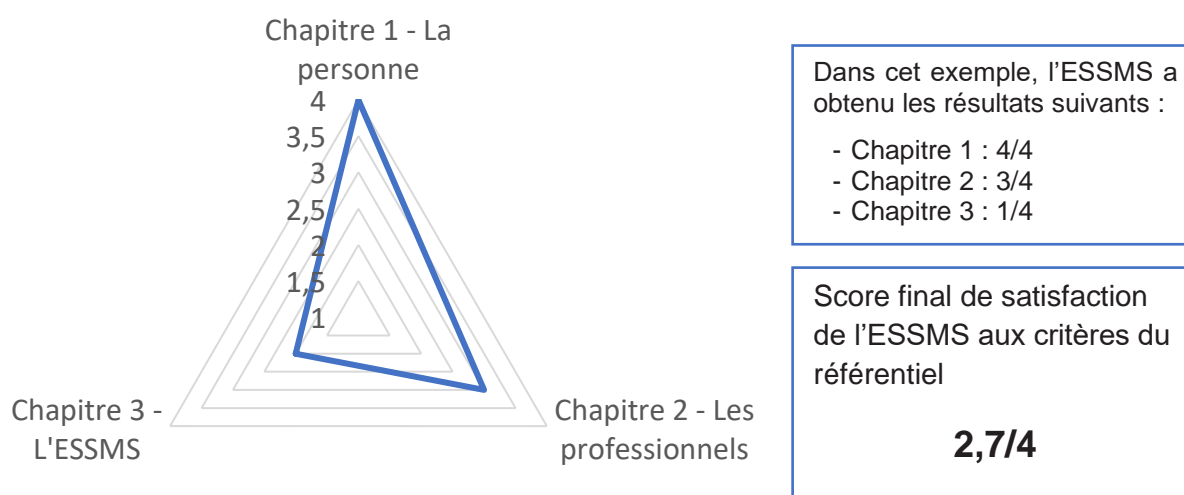 Chapitre 1 - La
personne
4
3,5
3
2,5
2
1,5
1
Chapitre 3 -
L'ESSMS
Chapitre 2 - Les
professionnels
Dans cet exemple, l’ESSMS a
obtenu les résultats suivants :
- Chapitre 1 : 4/4
- Chapitre 2 : 3/4
- Chapitre 3 : 1/4
Score final de satisfaction
de l’ESSMS aux critères du
référentiel
2,7/4